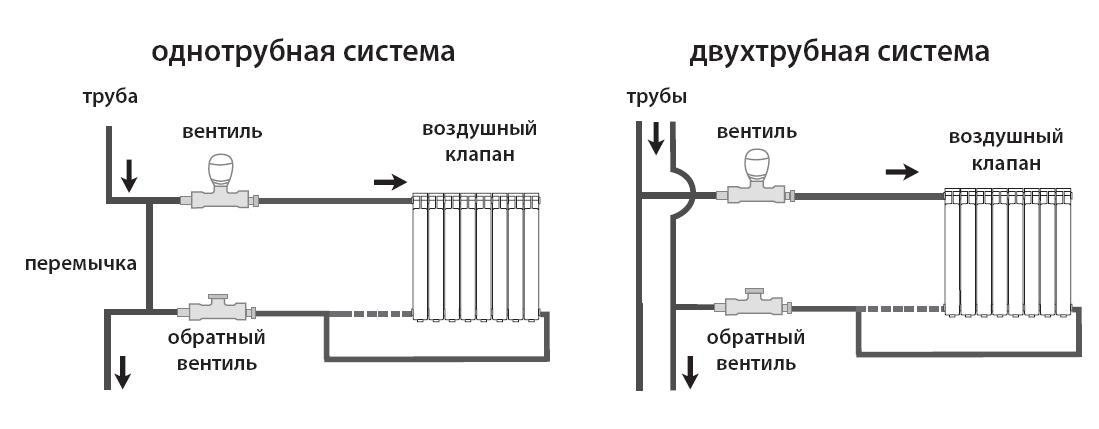 однотрубная система
труба
вентиль
воздушный
клапан
перемычка
обратный
вентиль
двухтрубная система
трубы
вентиль
воздушный
клапан
обратный
вентиль